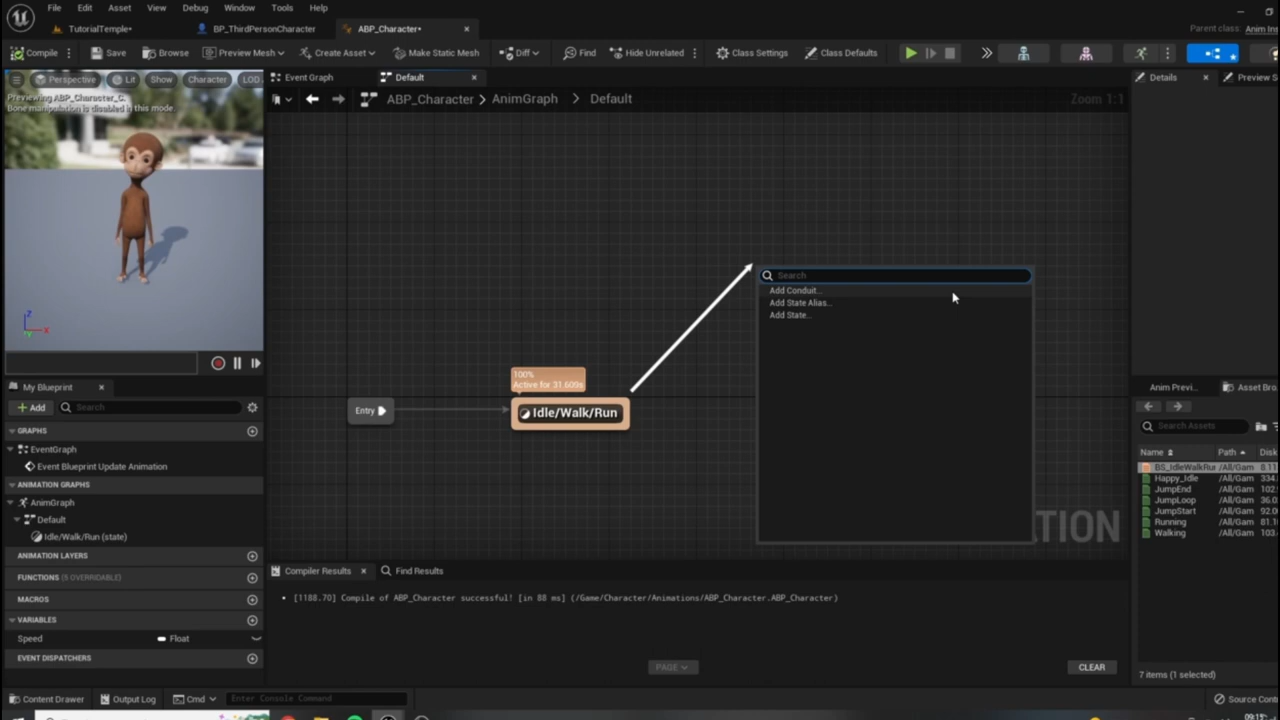 File Edit Asset View Debug Window Tools Help
TutorialTemple* BP_ThirdPersonCharacter ABP_Character* Parent class: Anim Ins
Compile Save Browse Preview Mesh Create Asset Make Static Mesh Diff Find Hide Unrelated Class Settings Class Defaults
Perspective Lit Show Character LOD
Previewing ABP_Character_C.
Bone manipulation is disabled in this mode.
Event Graph Default
ABP_Character > AnimGraph > Default Zoom 1:1
Details Preview S
Search
Add Conduit...
Add State Alias...
Add State...
100%
Active for 31.609s
Entry
Idle/Walk/Run
TION
Z
X
My Blueprint
Add Search
GRAPHS
EventGraph
Event Blueprint Update Animation
ANIMATION GRAPHS
AnimGraph
Default
Idle/Walk/Run (state)
ANIMATION LAYERS
FUNCTIONS (5 OVERRIDABLE)
MACROS
VARIABLES
Speed Float
EVENT DISPATCHERS
Compiler Results Find Results
[1188.70] Compile of ABP_Character successful! [in 88 ms] (/Game/Character/Animations/ABP_Character.ABP_Character)
PAGE CLEAR
Anim Previ... Asset Bro
Search Assets
Name Path Disk
BS_IdleWalkRur /All/Gam 8.11
Happy_Idle /All/Gam 334.
JumpEnd /All/Gam 102.
JumpLoop /All/Gam 36.0
JumpStart /All/Gam 92.0
Running /All/Gam 81.1
Walking /All/Gam 103.
7 items (1 selected)
Content Drawer Output Log Cmd Enter Console Command Source Cont